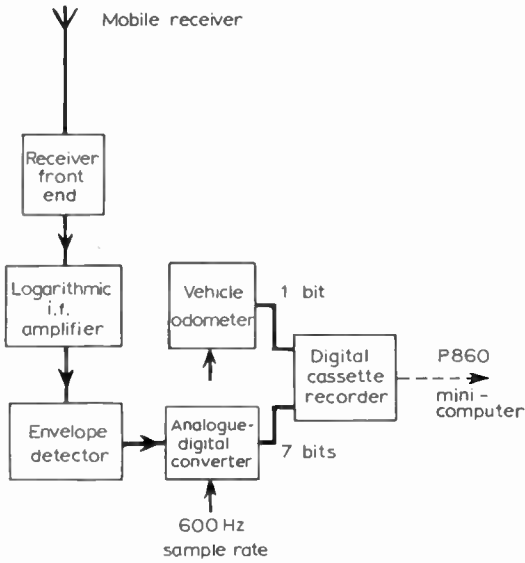 Mobile receiver
Receiver
front
end
Logarithmic
i.f.
amplifier
Vehicle
odometer
1 bit
Digital
cassette
recorder
P860
mini-
computer
Envelope
detector
Analogue-
digital
converter
7 bits
600 Hz
sample rate